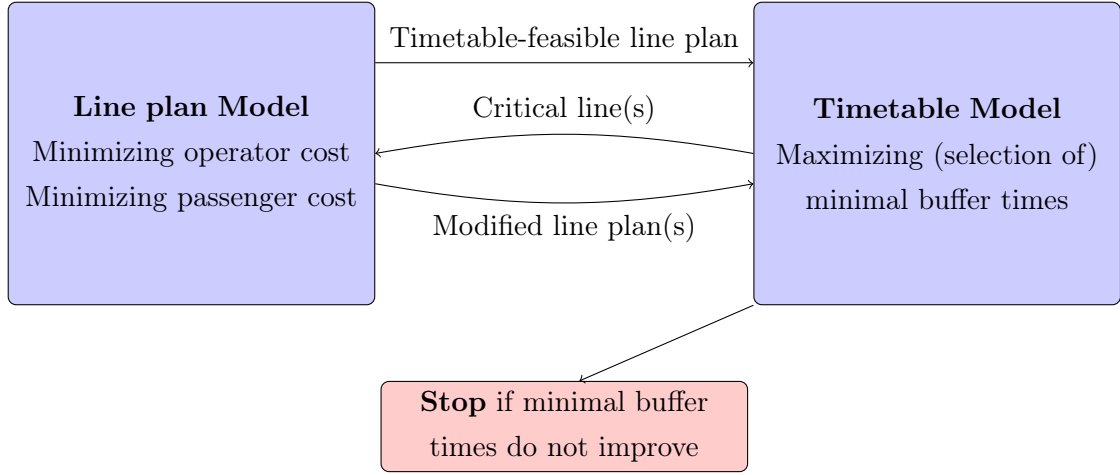 Timetable-feasible line plan
Line plan Model
Minimizing operator cost
Minimizing passenger cost
Critical line(s)
Modified line plan(s)
Timetable Model
Maximizing (selection of)
minimal buffer times
Stop if minimal buffer
times do not improve